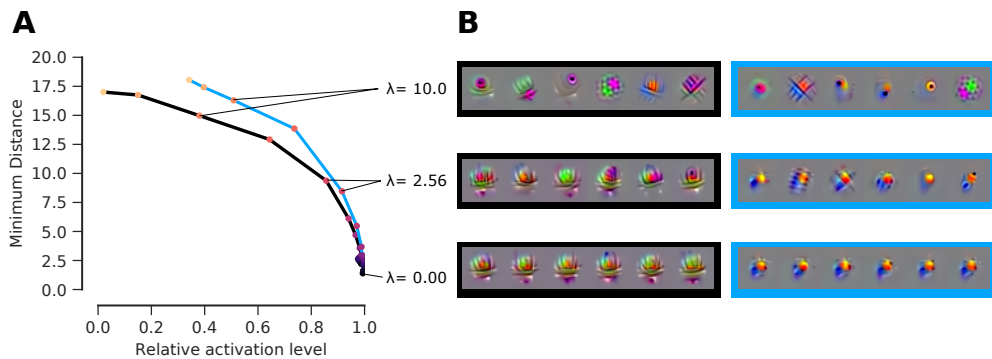 A
B
20.0
17.5
15.0
12.5
10.0
7.5
5.0
2.5
0.0
Minimum Distance
λ= 10.0
λ= 2.56
λ= 0.00
0.0 0.2 0.4 0.6 0.8 1.0
Relative activation level